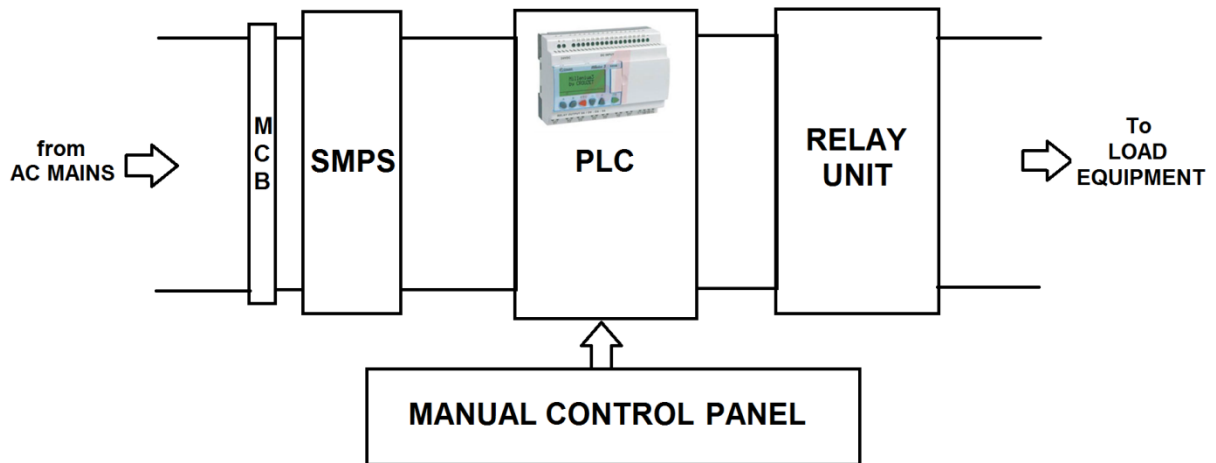 from
AC MAINS
M
C
B
SMPS
PLC
RELAY
UNIT
To
LOAD
EQUIPMENT
MANUAL CONTROL PANEL